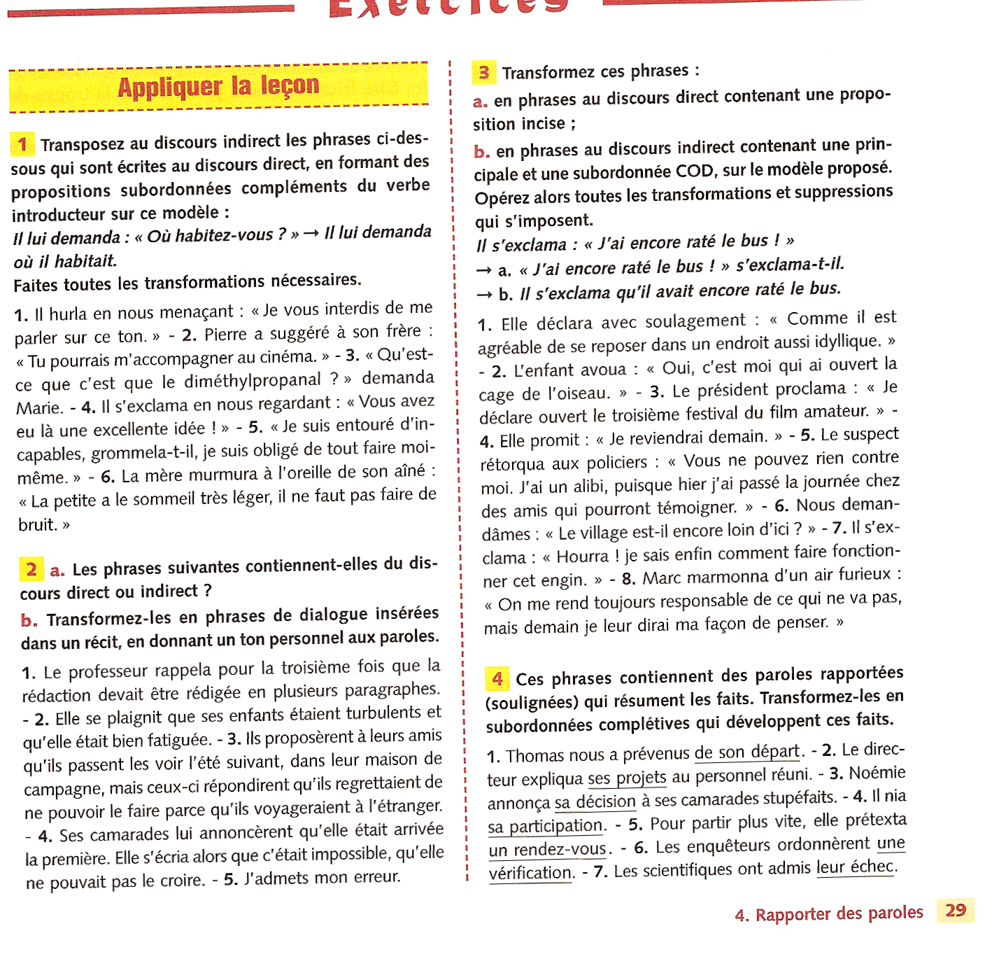 Exercices
Appliquer la leçon
1 Transposez au discours indirect les phrases ci-des-
sous qui sont écrites au discours direct, en formant des
propositions subordonnées compléments du verbe
introducteur sur ce modèle :
Il lui demanda : « Où habitez-vous ? » → Il lui demanda
où il habitait.
Faites toutes les transformations nécessaires.
1. Il hurla en nous menaçant : « Je vous interdis de me
parler sur ce ton. » - 2. Pierre a suggéré à son frère :
« Tu pourrais m'accompagner au cinéma. » - 3. « Qu'est-
ce que c'est que le diméthylpropanal ? » demanda
Marie. - 4. Il s'exclama en nous regardant : « Vous avez
eu là une excellente idée ! » - 5. « Je suis entouré d'in-
capables, grommela-t-il, je suis obligé de tout faire moi-
même. » - 6. La mère murmura à l'oreille de son aîné :
« La petite a le sommeil très léger, il ne faut pas faire de
bruit. »
2 a. Les phrases suivantes contiennent-elles du dis-
cours direct ou indirect ?
b. Transformez-les en phrases de dialogue insérées
dans un récit, en donnant un ton personnel aux paroles.
1. Le professeur rappela pour la troisième fois que la
rédaction devait être rédigée en plusieurs paragraphes.
- 2. Elle se plaignit que ses enfants étaient turbulents et
qu'elle était bien fatiguée. - 3. Ils proposèrent à leurs amis
qu'ils passent les voir l'été suivant, dans leur maison de
campagne, mais ceux-ci répondirent qu'ils regrettaient de
ne pouvoir le faire parce qu'ils voyageraient à l'étranger.
- 4. Ses camarades lui annoncèrent qu'elle était arrivée
la première. Elle s'écria alors que c'était impossible, qu'elle
ne pouvait pas le croire. - 5. J'admets mon erreur.
3 Transformez ces phrases :
a. en phrases au discours direct contenant une propo-
sition incise ;
b. en phrases au discours indirect contenant une prin-
cipale et une subordonnée COD, sur le modèle proposé.
Opérez alors toutes les transformations et suppressions
qui s'imposent.
Il s'exclama : « J'ai encore raté le bus ! »
→ a. « J'ai encore raté le bus ! » s'exclama-t-il.
→ b. Il s'exclama qu'il avait encore raté le bus.
1. Elle déclara avec soulagement : « Comme il est
agréable de se reposer dans un endroit aussi idyllique. »
- 2. L'enfant avoua : « Oui, c'est moi qui ai ouvert la
cage de l'oiseau. » - 3. Le président proclama : « Je
déclare ouvert le troisième festival du film amateur. » -
4. Elle promit : « Je reviendrai demain. » - 5. Le suspect
rétorqua aux policiers : « Vous ne pouvez rien contre
moi. J'ai un alibi, puisque hier j'ai passé la journée chez
des amis qui pourront témoigner. » - 6. Nous deman-
dâmes : « Le village est-il encore loin d'ici ? » - 7. Il s'ex-
clama : « Hourra ! je sais enfin comment faire fonction-
ner cet engin. » - 8. Marc marmonna d'un air furieux :
« On me rend toujours responsable de ce qui ne va pas,
mais demain je leur dirai ma façon de penser. »
4 Ces phrases contiennent des paroles rapportées
(soulignées) qui résument les faits. Transformez-les en
subordonnées complétives qui développent ces faits.
1. Thomas nous a prévenus de son départ. - 2. Le direc-
teur expliqua ses projets au personnel réuni. - 3. Noémie
annonça sa décision à ses camarades stupéfaits. - 4. Il nia
sa participation. - 5. Pour partir plus vite, elle prétexta
un rendez-vous. - 6. Les enquêteurs ordonnèrent une
vérification. - 7. Les scientifiques ont admis leur échec.
4. Rapporter des paroles 29